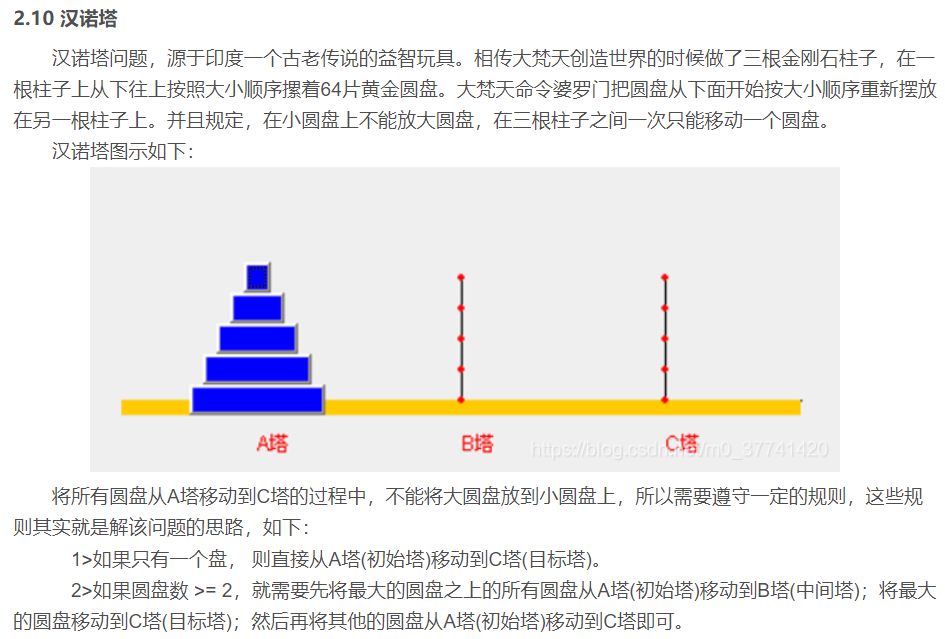 2.10 汉诺塔
汉诺塔问题，源于印度一个古老传说的益智玩具。相传大梵天创造世界的时候做了三根金刚石柱子，在一
根柱子上从下往上按照大小顺序摞着64片黄金圆盘。大梵天命令婆罗门把圆盘从下面开始按大小顺序重新摆放
在另一根柱子上。并且规定，在小圆盘上不能放大圆盘，在三根柱子之间一次只能移动一个圆盘。
汉诺塔图示如下：
A塔
B塔
C塔
https://blog.csdn.net/m0_37741420
将所有圆盘从A塔移动到C塔的过程中，不能将大圆盘放到小圆盘上，所以需要遵守一定的规则，这些规
则其实就是解该问题的思路，如下：
1>如果只有一个盘， 则直接从A塔(初始塔)移动到C塔(目标塔)。
2>如果圆盘数 >= 2，就需要先将最大的圆盘之上的所有圆盘从A塔(初始塔)移动到B塔(中间塔)；将最大
的圆盘移动到C塔(目标塔)；然后再将其他的圆盘从A塔(初始塔)移动到C塔即可。